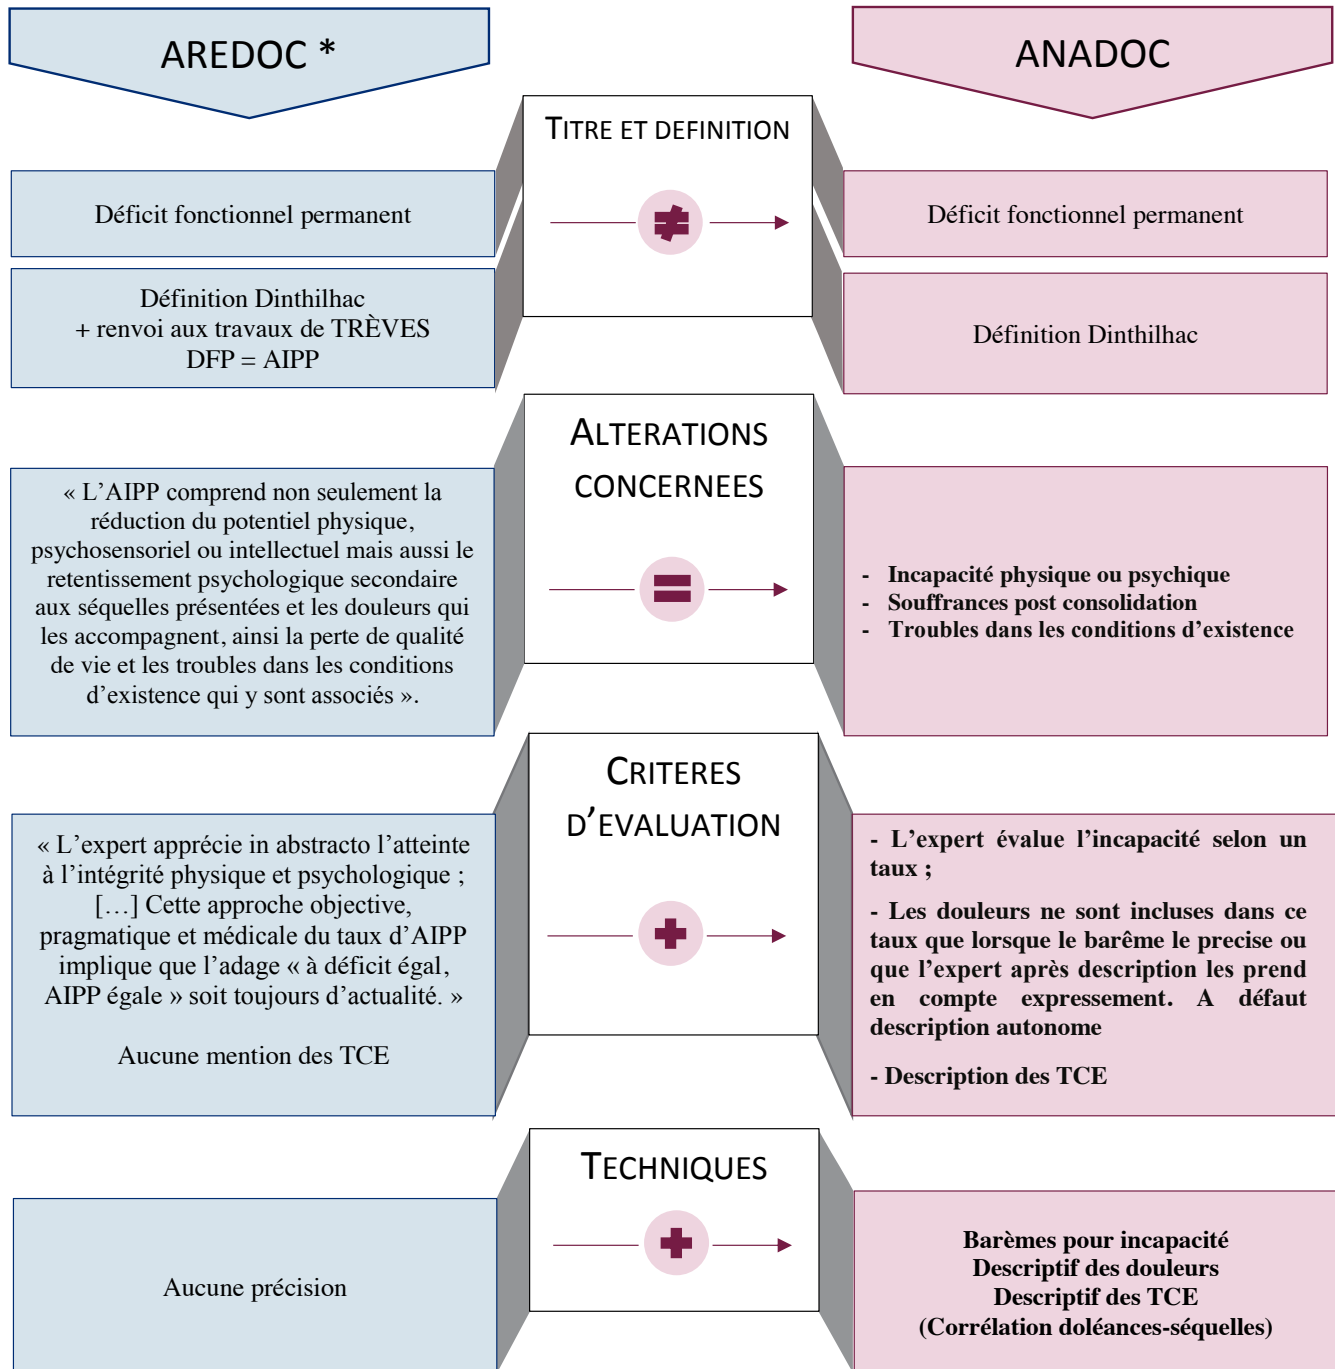 AREDOC *
ANADOC
TITRE ET DEFINITION
Déficit fonctionnel permanent
Déficit fonctionnel permanent
Définition Dinthilhac
+ renvoi aux travaux de TRÈVES
DFP = AIPP
Définition Dinthilhac
ALTERATIONS
CONCERNEES
« L’AIPP comprend non seulement la
réduction du potentiel physique,
psychosensoriel ou intellectuel mais aussi le
retentissement psychologique secondaire
aux séquelles présentées et les douleurs qui
les accompagnent, ainsi la perte de qualité
de vie et les troubles dans les conditions
d’existence qui y sont associés ».
- Incapacité physique ou psychique
- Souffrances post consolidation
- Troubles dans les conditions d’existence
CRITERES
D’EVALUATION
« L’expert apprécie in abstracto l’atteinte
à l’intégrité physique et psychologique ;
[…] Cette approche objective,
pragmatique et médicale du taux d’AIPP
implique que l’adage « à déficit égal,
AIPP égale » soit toujours d’actualité. »
Aucune mention des TCE
- L’expert évalue l’incapacité selon un
taux ;
- Les douleurs ne sont incluses dans ce
taux que lorsque le barême le precise ou
que l’expert après description les prend
en compte expressement. A défaut
description autonome
- Description des TCE
TECHNIQUES
Aucune précision
Barèmes pour incapacité
Descriptif des douleurs
Descriptif des TCE
(Corrélation doléances-séquelles)